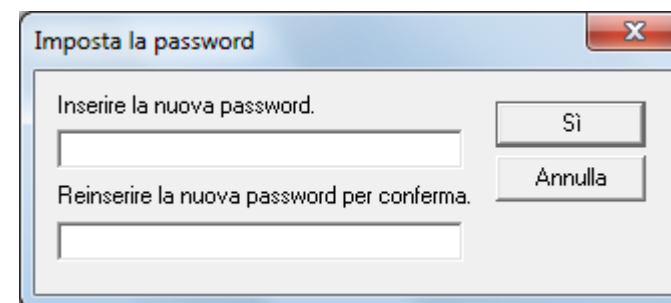 Imposta la password
Inserire la nuova password.
Sì
Annulla
Reinserire la nuova password per conferma.